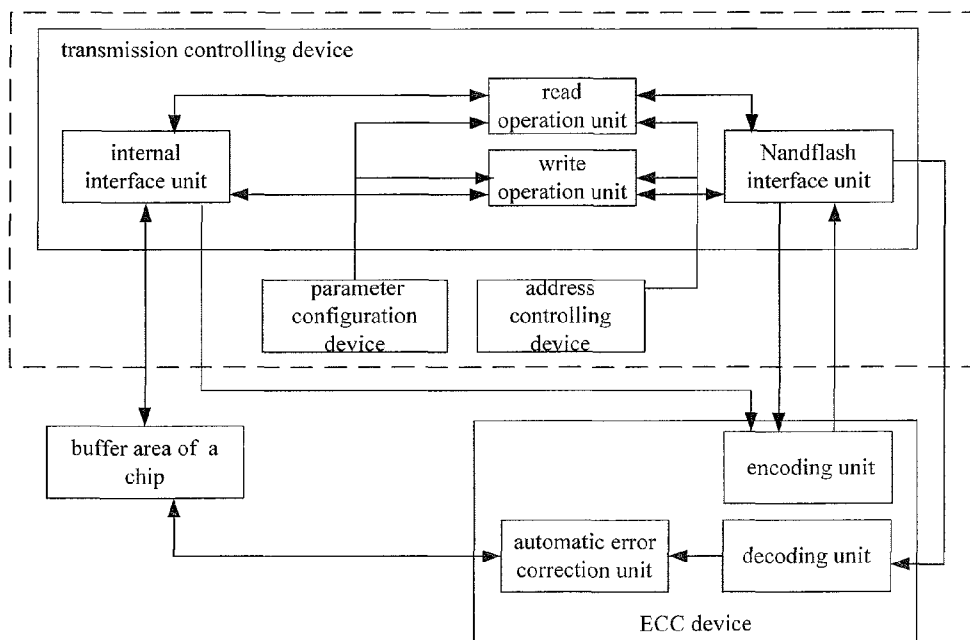 transmission controlling device
read
operation unit
internal
interface unit
write
operation unit
Nandflash
interface unit
parameter
configuration
device
address
controlling
device
buffer area of a
chip
encoding unit
automatic error
correction unit
decoding unit
ECC device